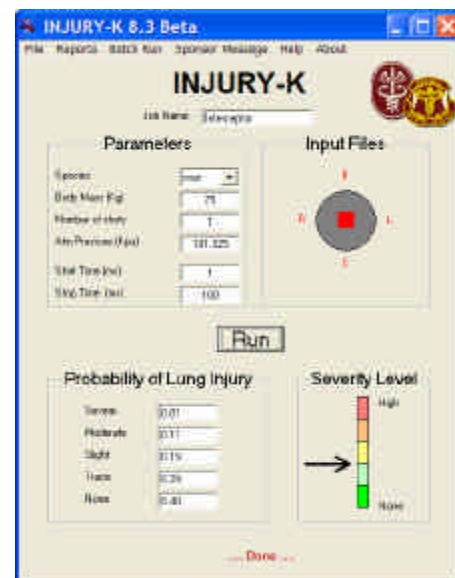 INJURY-K 8.3 Beta
File Reports Batch Run Sponsor Message Help About
INJURY-K
Job Name:
Parameters
Input Files
Species
Body Mass (Kg) 75
Number of shots 1
Atm Pressure (Kpa) 101.325
Start Time (ms) 1
Stop Time (ms) 100
R
L
Run
Probability of Lung Injury
Severity Level
Severe 0.01
Moderate 0.11
Slight
Trace
None
High
None
.... Done ....